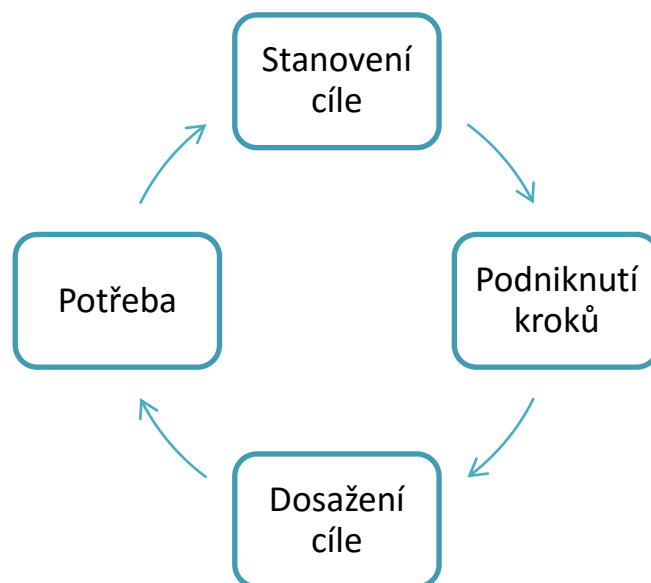 Stanovení
cíle
Podniknutí
kroků
Dosažení
cíle
Potřeba